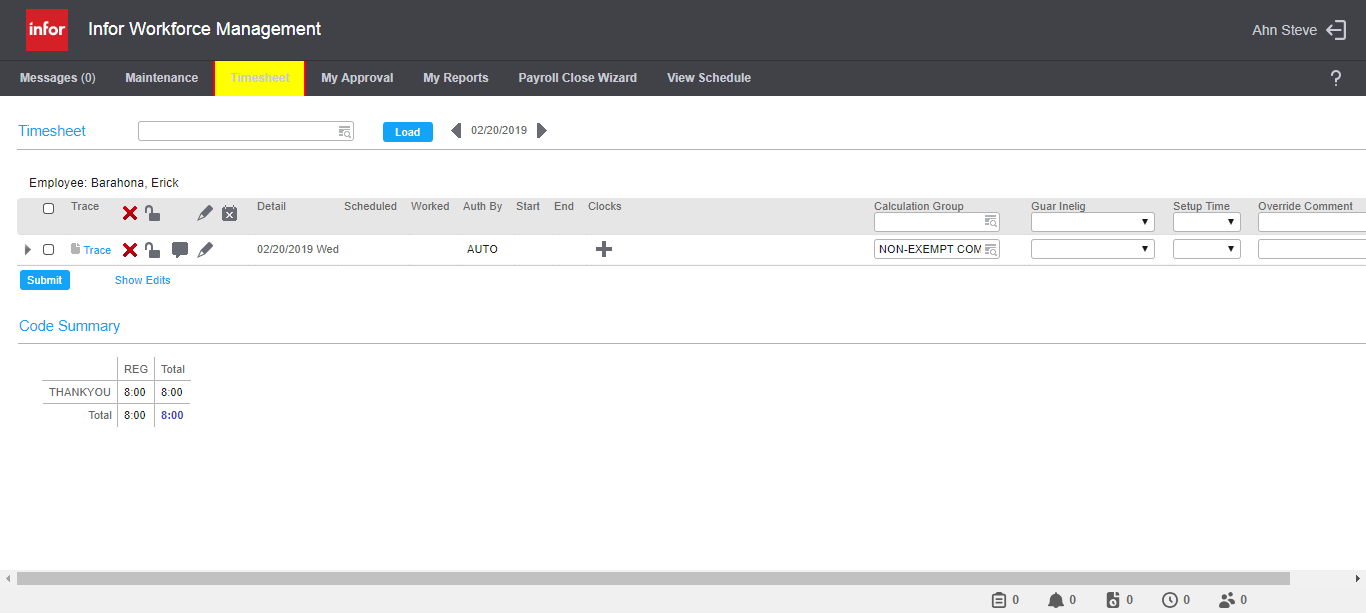 infor Infor Workforce Management Ahn Steve
Messages (0) Maintenance Timesheet My Approval My Reports Payroll Close Wizard View Schedule ?
Timesheet Load 02/20/2019
Employee: Barahona, Erick
Trace Detail Scheduled Worked Auth By Start End Clocks Calculation Group Guar Inelig Setup Time Override Comment
Trace 02/20/2019 Wed AUTO NON-EXEMPT COM
Submit Show Edits
Code Summary
REG Total
THANKYOU 8:00 8:00
Total 8:00 8:00
0 0 0 0 0